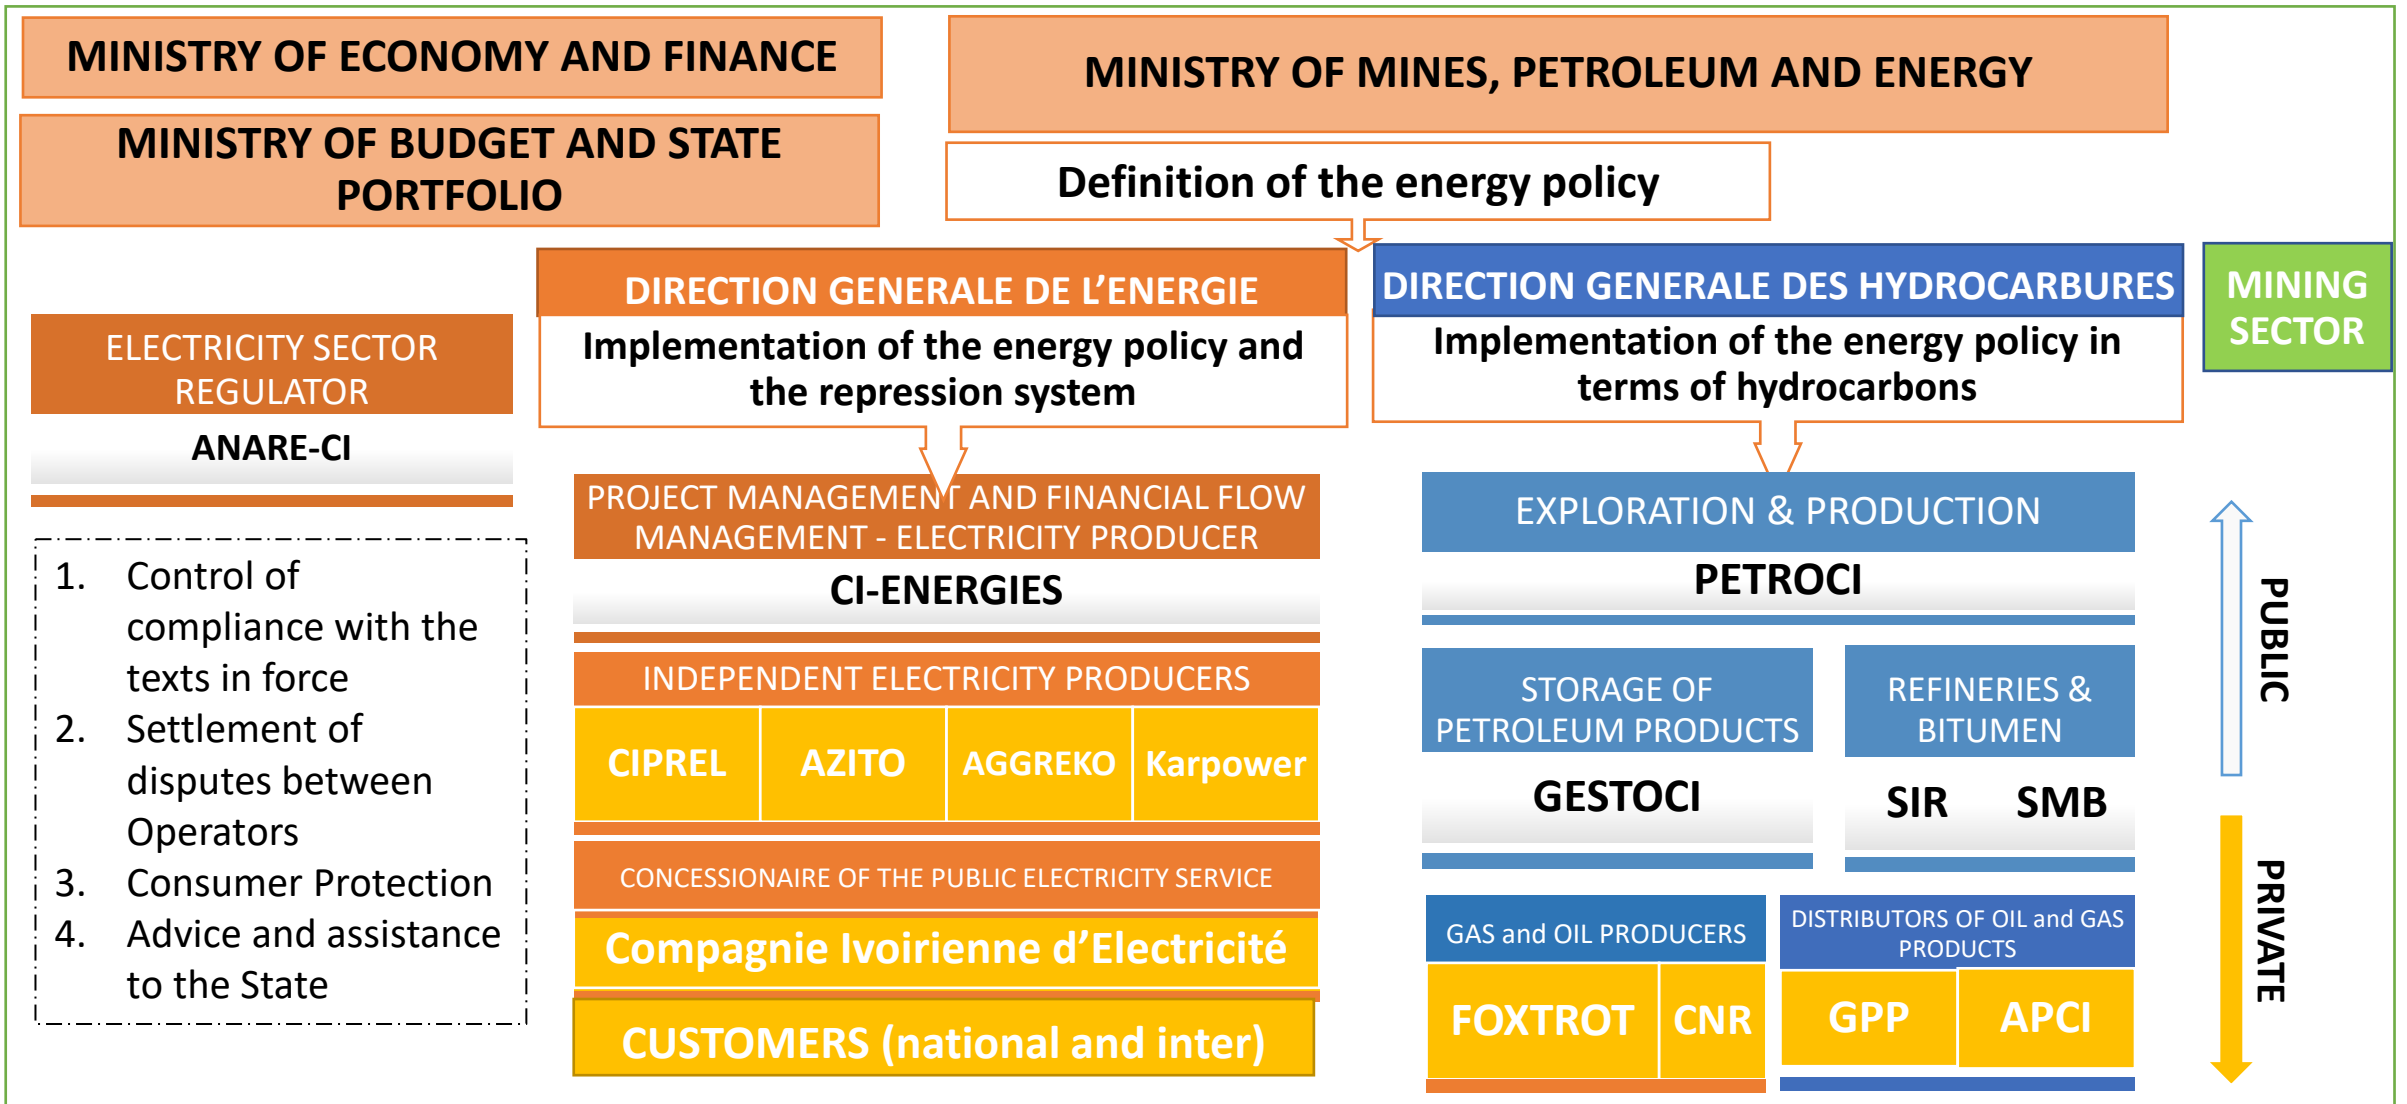 MINISTRY OF ECONOMY AND FINANCE
MINISTRY OF BUDGET AND STATE
PORTFOLIO
MINISTRY OF MINES, PETROLEUM AND ENERGY
Definition of the energy policy
ELECTRICITY SECTOR
REGULATOR
ANARE-CI
1. Control of
compliance with the
texts in force
2. Settlement of
disputes between
Operators
3. Consumer Protection
4. Advice and assistance
to the State
DIRECTION GENERALE DE L’ENERGIE
Implementation of the energy policy and
the repression system
PROJECT MANAGEMENT AND FINANCIAL FLOW
MANAGEMENT - ELECTRICITY PRODUCER
CI-ENERGIES
INDEPENDENT ELECTRICITY PRODUCERS
CIPREL AZITO AGGREKO Karpower
CONCESSIONAIRE OF THE PUBLIC ELECTRICITY SERVICE
Compagnie Ivoirienne d’Electricité
CUSTOMERS (national and inter)
DIRECTION GENERALE DES HYDROCARBURES
Implementation of the energy policy in
terms of hydrocarbons
EXPLORATION & PRODUCTION
PETROCI
STORAGE OF
PETROLEUM PRODUCTS
GESTOCI
REFINERIES &
BITUMEN
SIR SMB
GAS and OIL PRODUCERS
FOXTROT CNR
DISTRIBUTORS OF OIL and GAS
PRODUCTS
GPP APCI
MINING
SECTOR
PUBLIC
PRIVATE